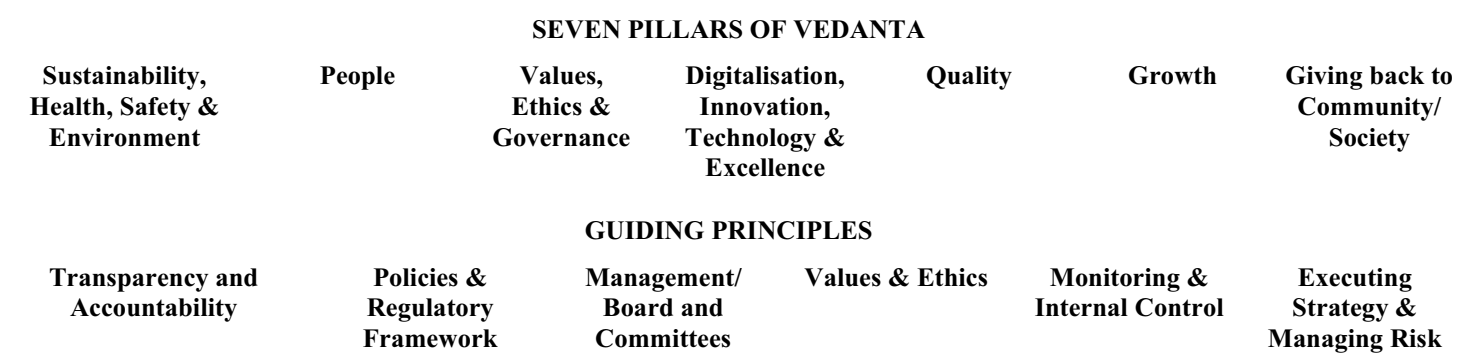 SEVEN PILLARS OF VEDANTA
Sustainability,
Health, Safety &
Environment
People
Values,
Ethics &
Governance
Digitalisation,
Innovation,
Technology &
Excellence
Quality
Growth
Giving back to
Community/
Society
GUIDING PRINCIPLES
Transparency and
Accountability
Policies &
Regulatory
Framework
Management/
Board and
Committees
Values & Ethics
Monitoring &
Internal Control
Executing
Strategy &
Managing Risk